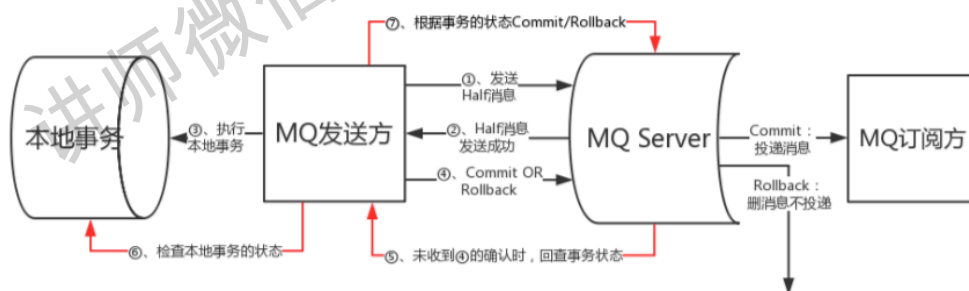 ⑦、根据事务的状态Commit/Rollback
①、发送
Half消息
本地事务
③、执行
本地事务
MQ发送方
②、Half消息
发送成功
MQ Server
Commit：
投递消息
MQ订阅方
④、Commit OR
Rollback
Rollback：
删消息不投递
⑥、检查本地事务的状态
⑤、未收到④的确认时，回查事务状态
讲师微信